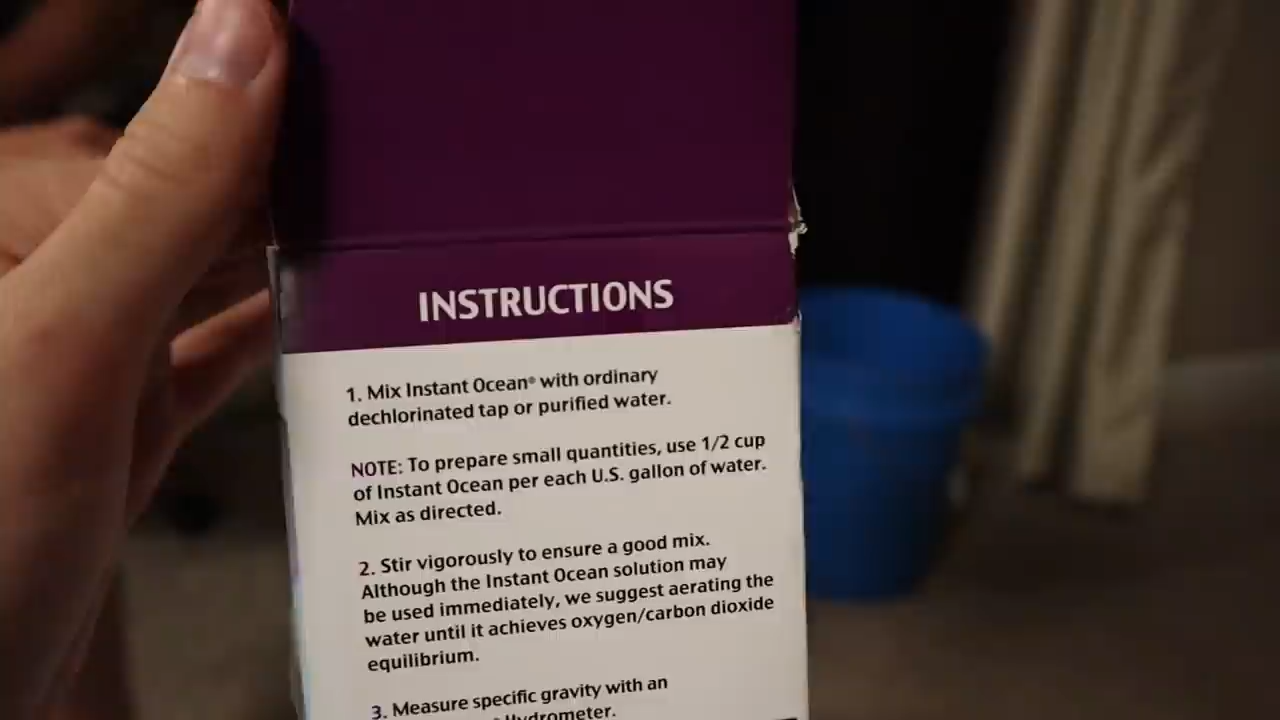 INSTRUCTIONS
1. Mix Instant Ocean® with ordinary
dechlorinated tap or purified water.
NOTE: To prepare small quantities, use 1/2 cup
of Instant Ocean per each U.S. gallon of water.
Mix as directed.
2. Stir vigorously to ensure a good mix.
Although the Instant Ocean solution may
be used immediately, we suggest aerating the
water until it achieves oxygen/carbon dioxide
equilibrium.
3. Measure specific gravity with an
Hydrometer.